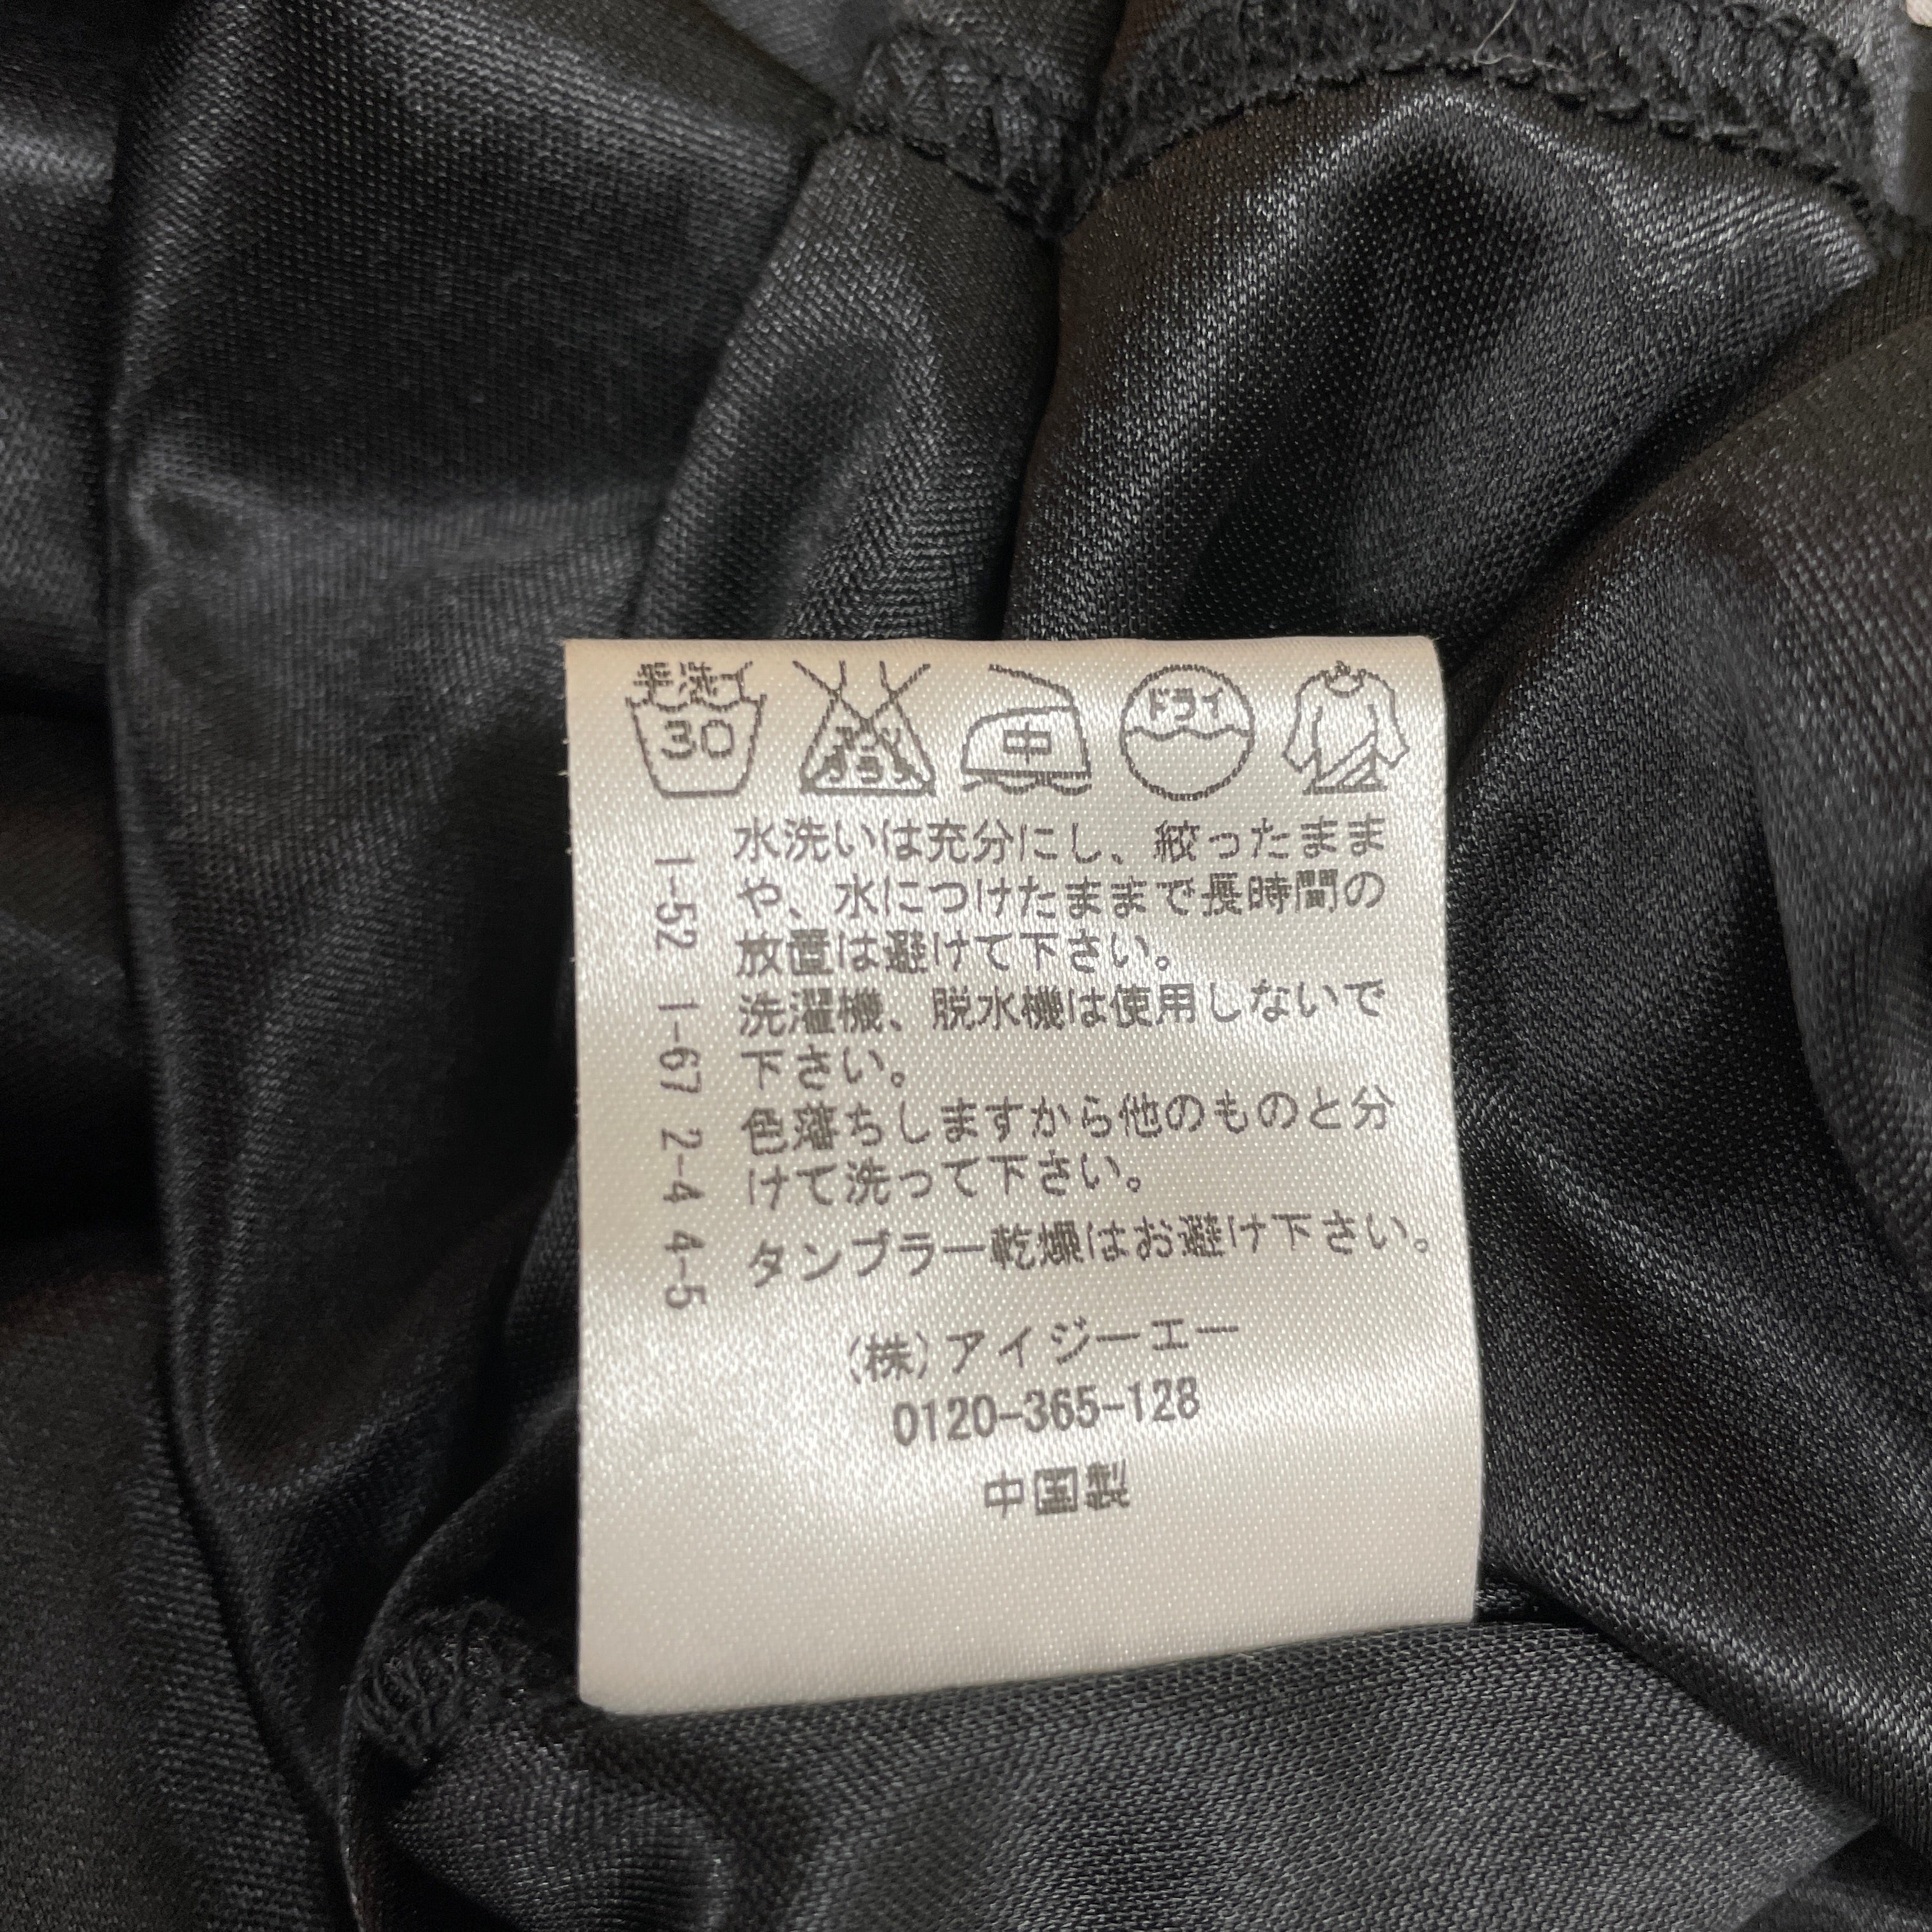 手洗イ
30
エンソ
サラシ
中
ドライ
水洗いは充分にし、絞ったまま
や、水につけたままで長時間の
放置は避けて下さい。
洗濯機、脱水機は使用しないで
下さい。
色落ちしますから他のものと分
けて洗って下さい。
タンブラー乾燥はお避け下さい。
1-52 1-67 2-4 4-5
(株)アイジーエー
0120-365-128
中国製